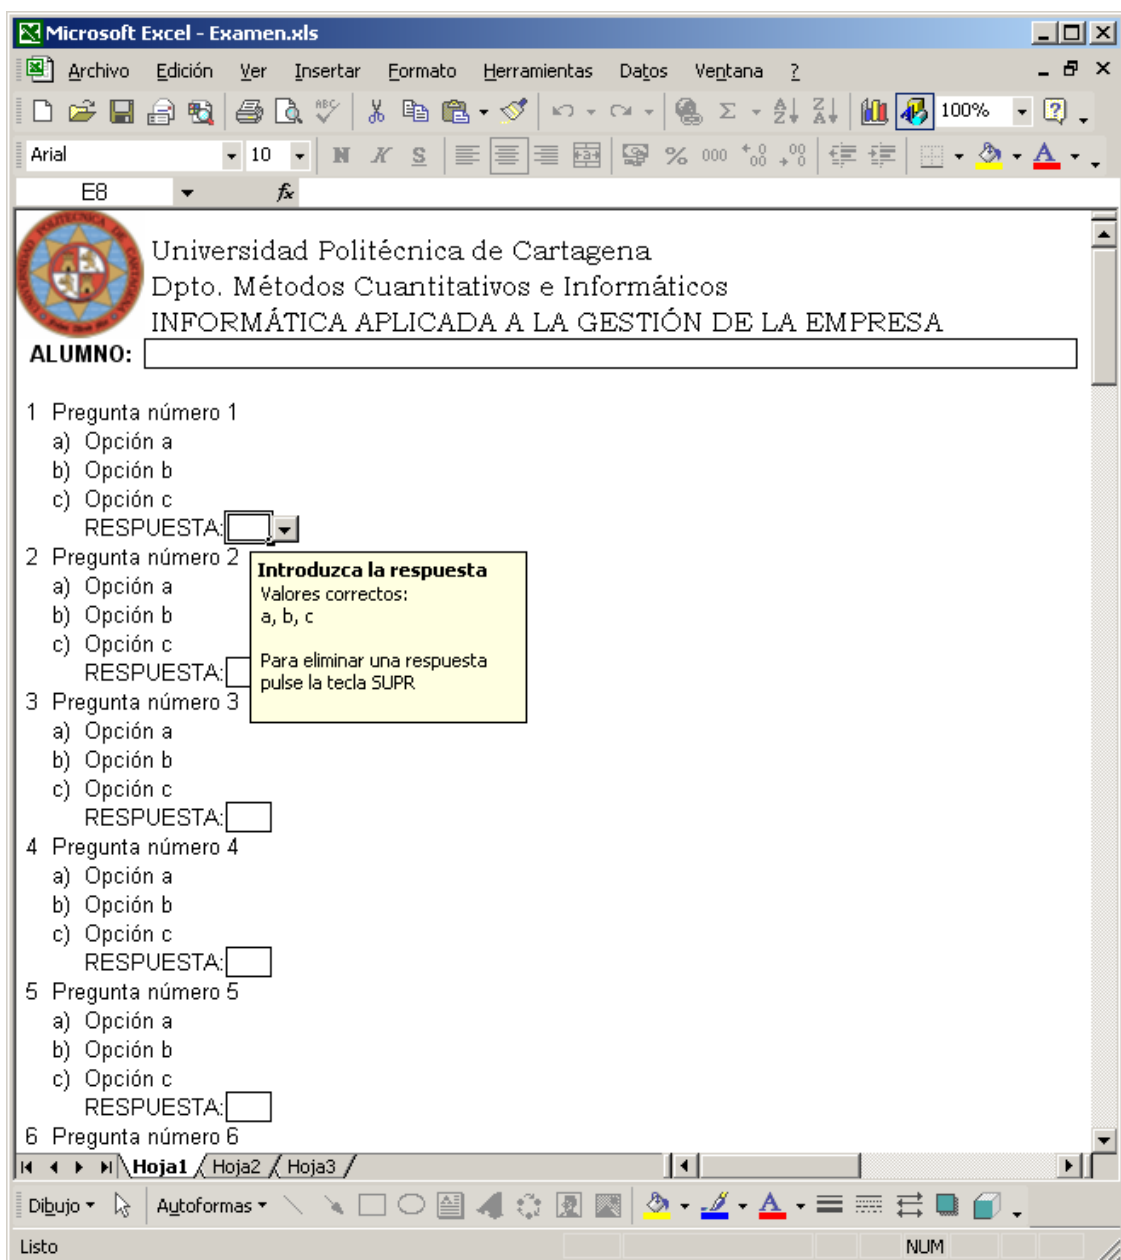 Microsoft Excel - Examen.xls
Archivo Edición Ver Insertar Formato Herramientas Datos Ventana ?
100%
Arial 10 N K S % 000
E8 fx
Universidad Politécnica de Cartagena
Dpto. Métodos Cuantitativos e Informáticos
INFORMÁTICA APLICADA A LA GESTIÓN DE LA EMPRESA
ALUMNO:
1 Pregunta número 1
a) Opción a
b) Opción b
c) Opción c
RESPUESTA:
2 Pregunta número 2
Introduzca la respuesta
Valores correctos:
a, b, c
Para eliminar una respuesta
pulse la tecla SUPR
a) Opción a
b) Opción b
c) Opción c
RESPUESTA:
3 Pregunta número 3
a) Opción a
b) Opción b
c) Opción c
RESPUESTA:
4 Pregunta número 4
a) Opción a
b) Opción b
c) Opción c
RESPUESTA:
5 Pregunta número 5
a) Opción a
b) Opción b
c) Opción c
RESPUESTA:
6 Pregunta número 6
Hoja1 Hoja2 Hoja3
Dibujo Autoformas
Listo NUM